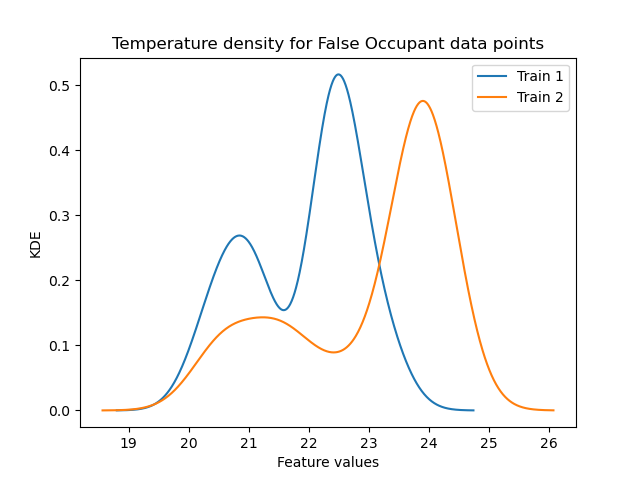 Temperature density for False Occupant data points
Train 1
Train 2
KDE
0.5
0.4
0.3
0.2
0.1
0.0
19 20 21 22 23 24 25 26
Feature values